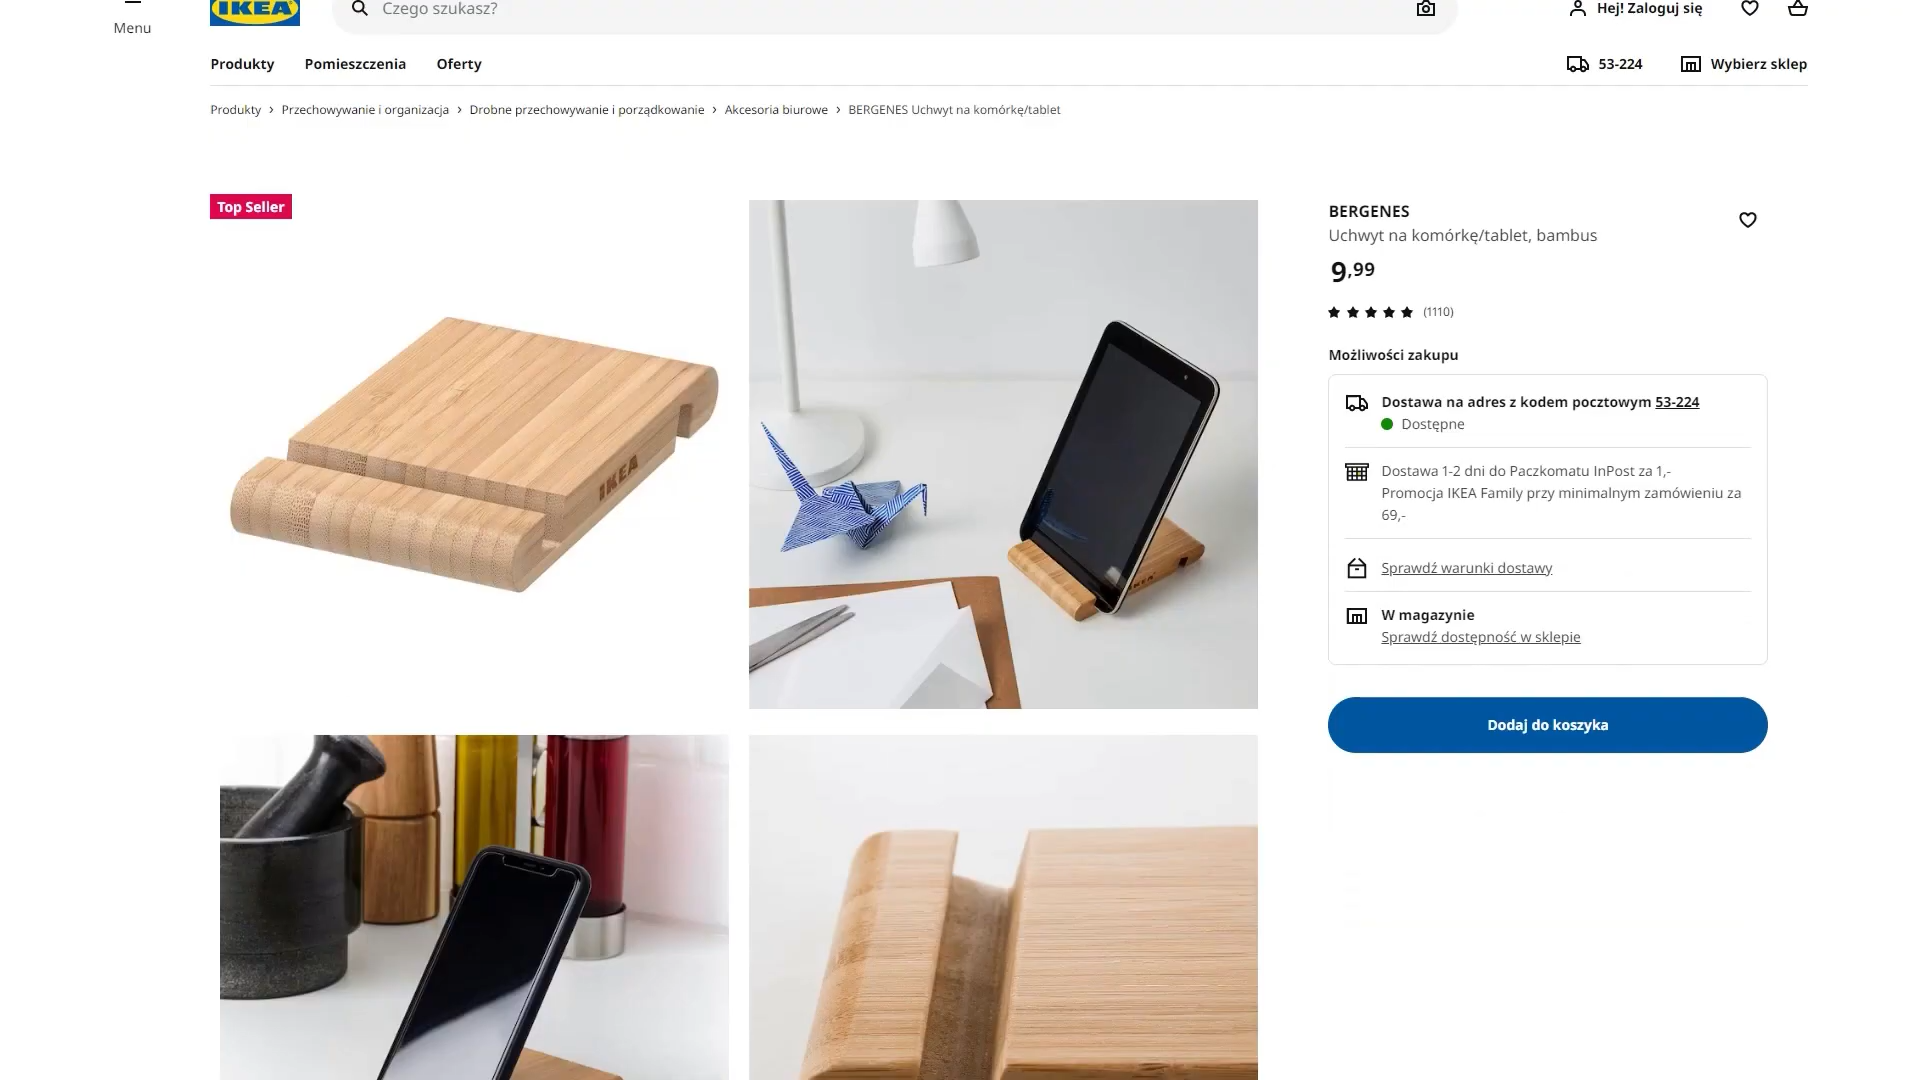 IKEA
Czego szukasz?
Hej! Zaloguj się
Menu
Produkty
Pomieszczenia
Oferty
53-224
Wybierz sklep
Produkty › Przechowywanie i organizacja › Drobne przechowywanie i porządkowanie › Akcesoria biurowe › BERGENES Uchwyt na komórkę/tablet
Top Seller
IKEA
BERGENES
Uchwyt na komórkę/tablet, bambus
9,99
(1110)
Możliwości zakupu
Dostawa na adres z kodem pocztowym 53-224
Dostępne
Dostawa 1-2 dni do Paczkomatu InPost za 1,-
Promocja IKEA Family przy minimalnym zamówieniu za
69,-
Sprawdź warunki dostawy
W magazynie
Sprawdź dostępność w sklepie
Dodaj do koszyka